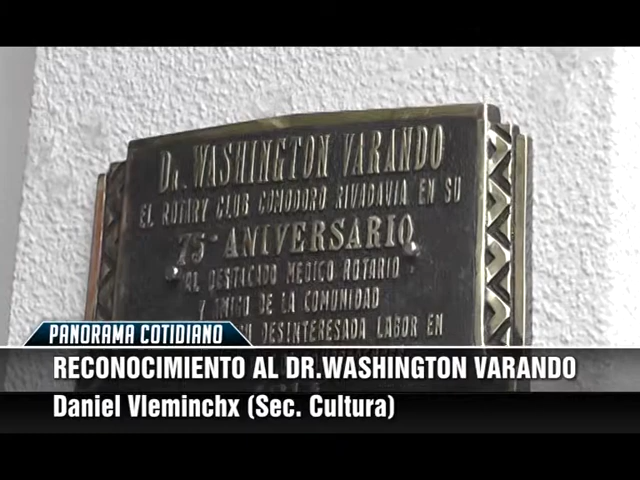 DR. WASHINGTON VARANDO
EL ROTARY CLUB COMODORO RIVADAVIA EN SU
75 ANIVERSARIO
AL DESTICADO MEDICO ROTARIO
Y AMIGO DE LA COMUNIDAD
DESINTERESADA LABOR EN
PANORAMA COTIDIANO
RECONOCIMIENTO AL DR.WASHINGTON VARANDO
Daniel Vleminchx (Sec. Cultura)